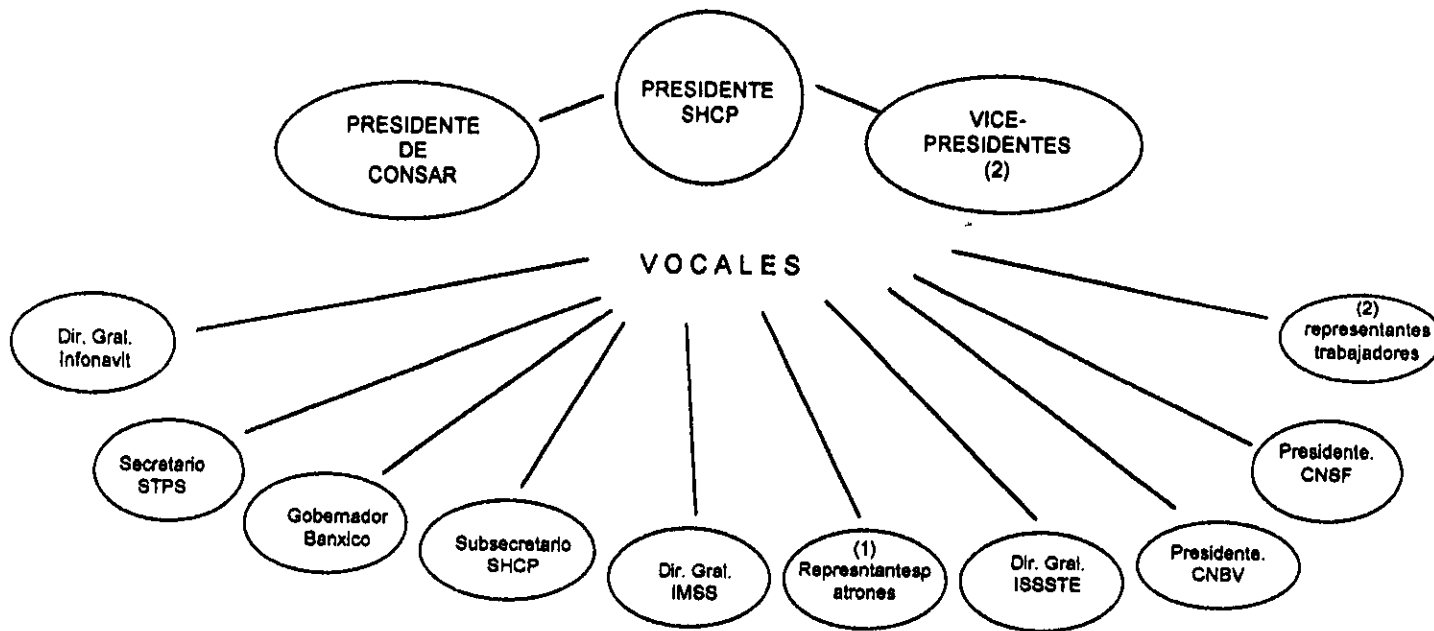 PRESIDENTE
SHCP
PRESIDENTE
DE
CONSAR
VICE-
PRESIDENTES
(2)
VOCALES
Dir. Gral.
Infonavit
Secretario
STPS
Gobernador
Banxico
Subsecretario
SHCP
Dir. Gral.
IMSS
(1)
Represntantesp
atrones
Dir. Gral.
ISSSTE
Presidente.
CNBV
Presidente.
CNSF
(2)
representantes
trabajadores